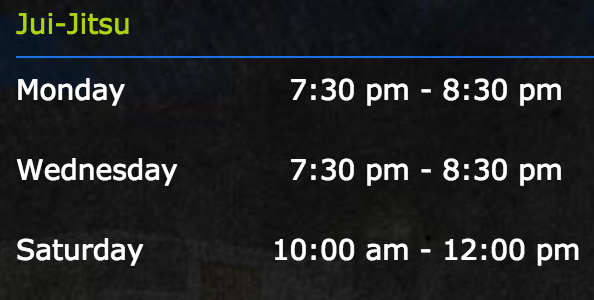 Jui-Jitsu
Monday 7:30 pm - 8:30 pm
Wednesday 7:30 pm - 8:30 pm
Saturday 10:00 am - 12:00 pm